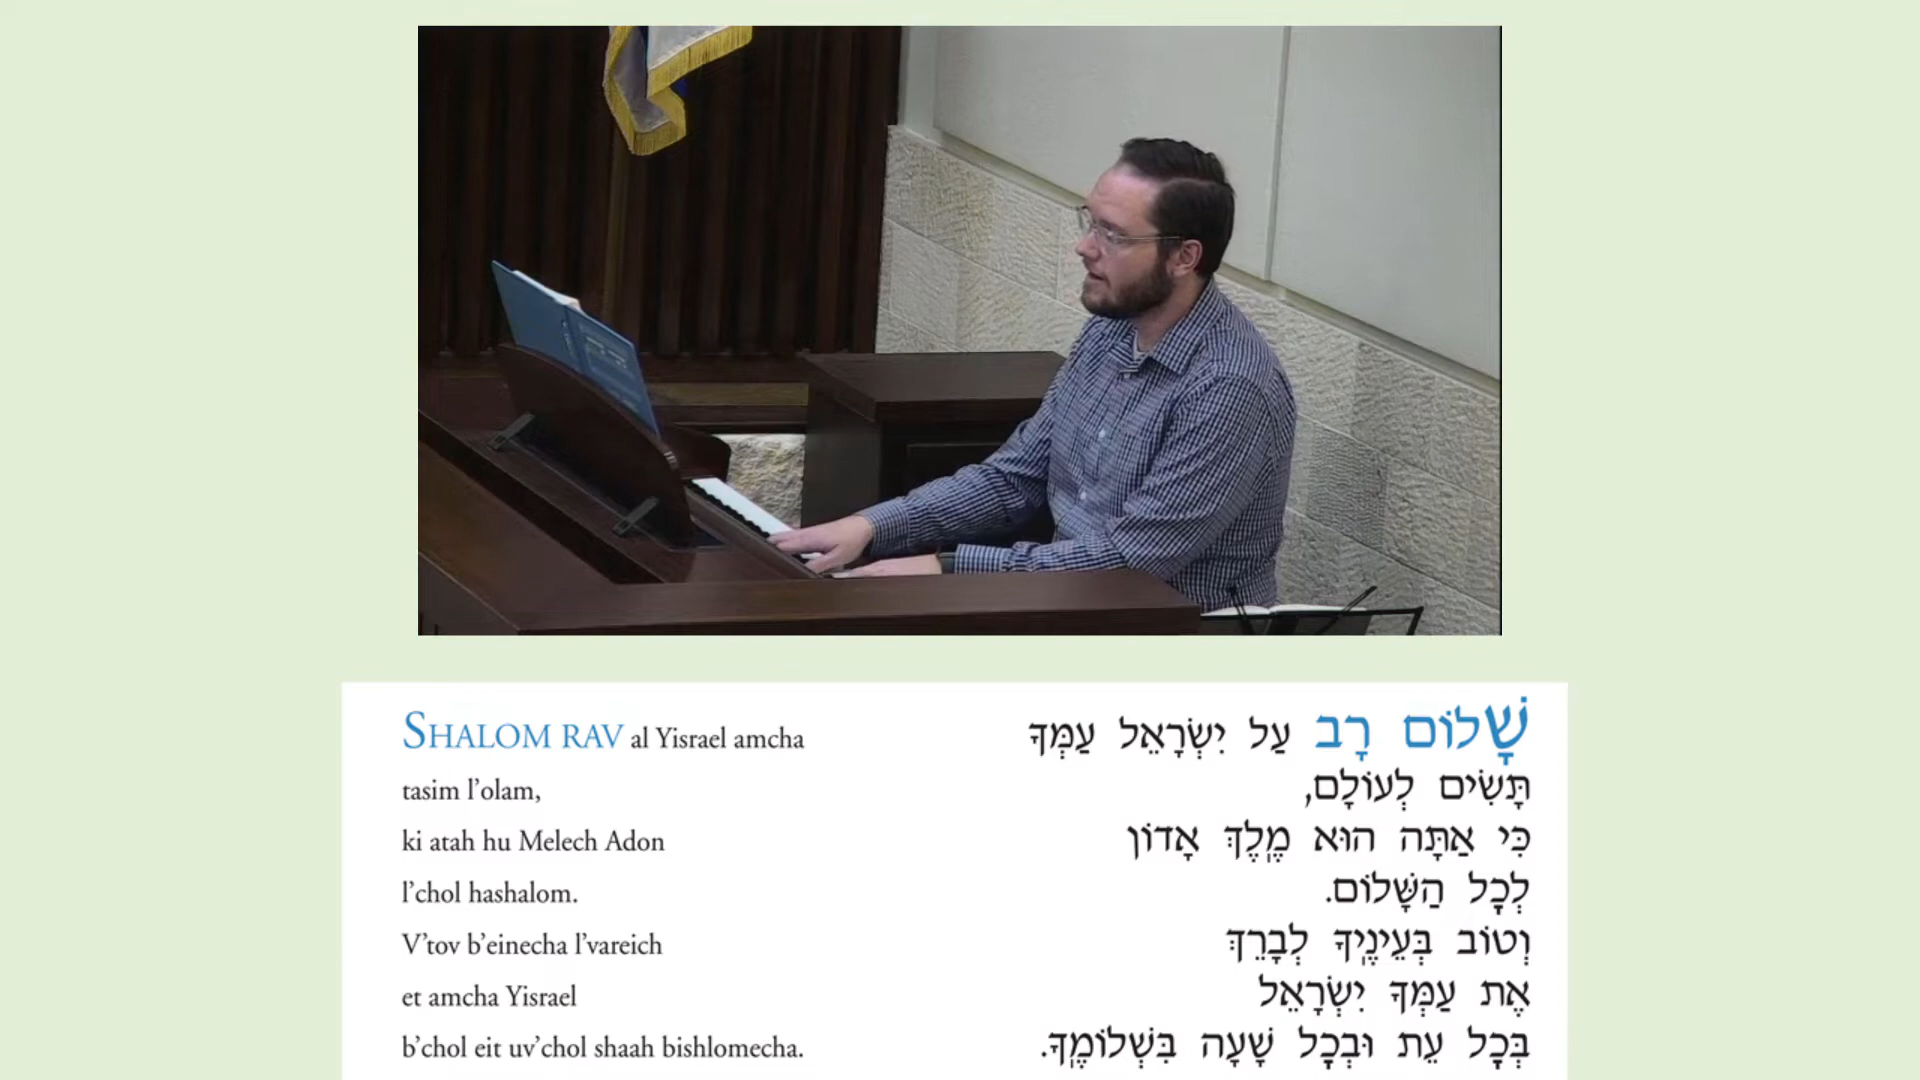 SHALOM RAV al Yisrael amcha
tasim l’olam,
ki atah hu Melech Adon
l’chol hashalom.
V’tov b’einecha l’vareich
et amcha Yisrael
b’chol eit uv’chol shaah bishlomecha.
שָׁלוֹם רָב עַל יִשְׂרָאֵל עַמְּךָ
תָּשִׂים לְעוֹלָם,
כִּי אַתָּה הוּא מֶֽלֶךְ אָדוֹן
לְכׇל הַשָּׁלוֹם.
וְטוֹב בְּעֵינֶֽיךָ לְבָרֵךְ
אֶת עַמְּךָ יִשְׂרָאֵל
בְּכׇל עֵת וּבְכׇל שָׁעָה בִּשְׁלוֹמֶֽךָ.